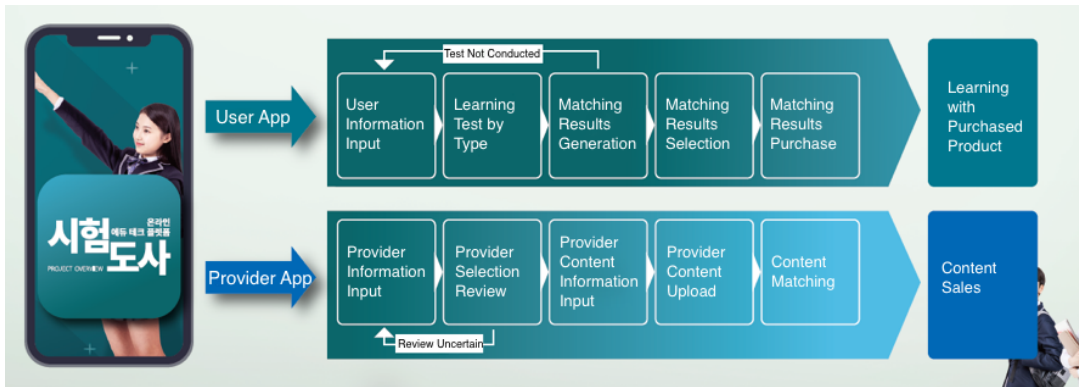 시험
온라인
에듀 테크 플랫폼
PROJECT OVERVIEW
도사
User App
Test Not Conducted
User
Information
Input
Learning
Test by
Type
Matching
Results
Generation
Matching
Results
Selection
Matching
Results
Purchase
Learning
with
Purchased
Product
Provider App
Provider
Information
Input
Provider
Selection
Review
Provider
Content
Information
Input
Provider
Content
Upload
Content
Matching
Content
Sales
Review Uncertain